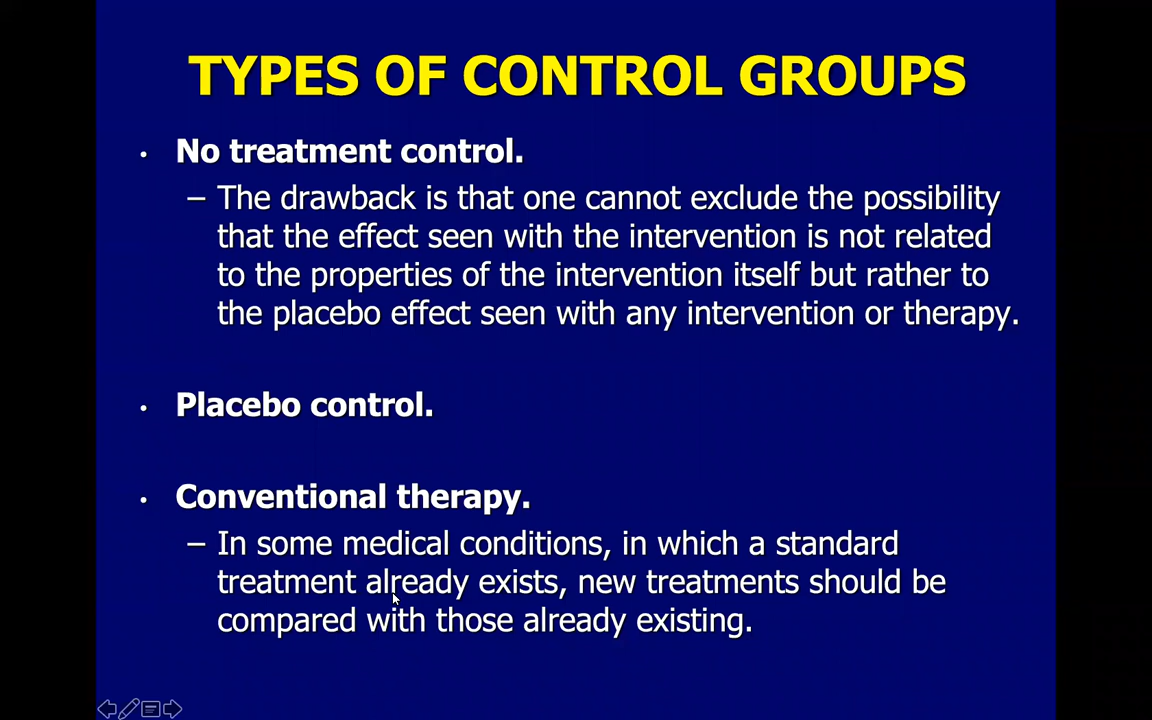 TYPES OF CONTROL GROUPS
• No treatment control.
– The drawback is that one cannot exclude the possibility
that the effect seen with the intervention is not related
to the properties of the intervention itself but rather to
the placebo effect seen with any intervention or therapy.
• Placebo control.
• Conventional therapy.
– In some medical conditions, in which a standard
treatment already exists, new treatments should be
compared with those already existing.